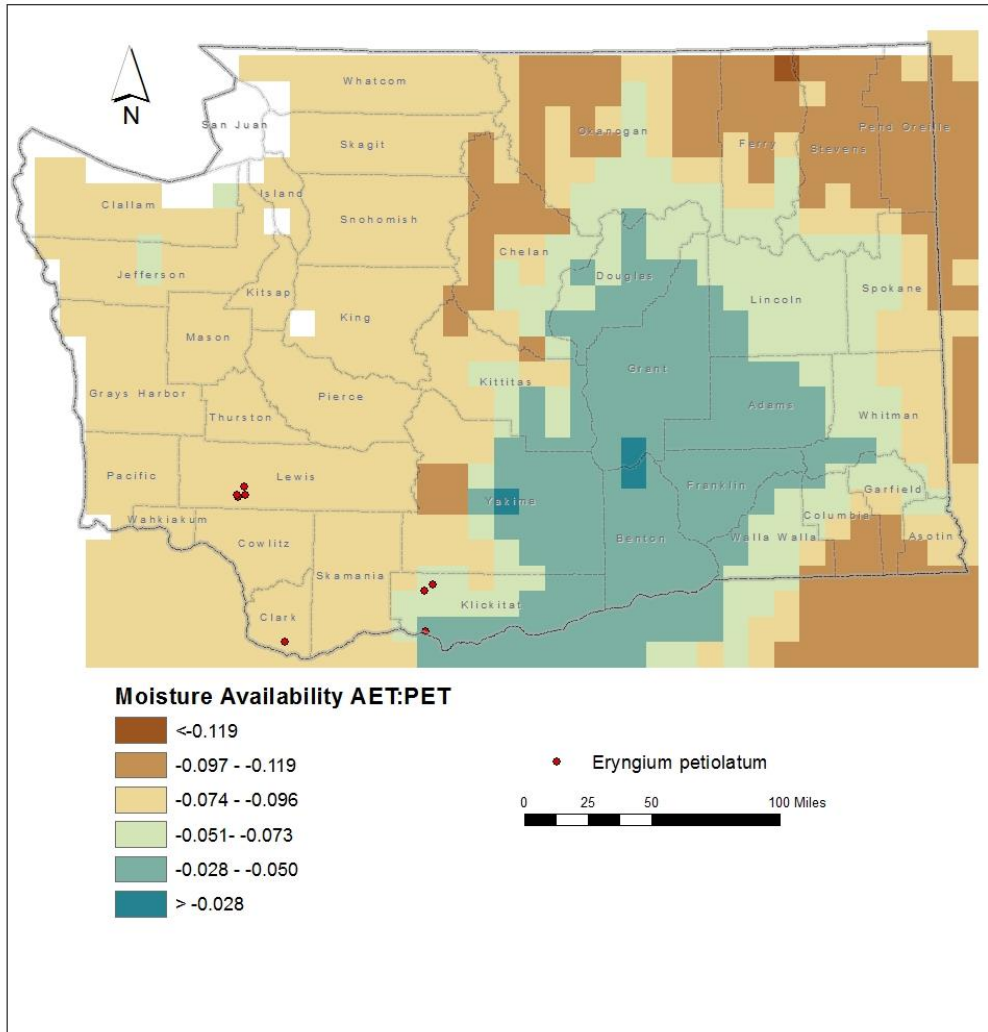 N
Whatcom
San Juan
Okanogan
Pend Oreille
Skagit
Ferry
Stevens
Island
Clallam
Snohomish
Chelan
Jefferson
Douglas
Kitsap
Lincoln
Spokane
King
Mason
Grant
Kittitas
Grays Harbor
Pierce
Adams
Thurston
Whitman
Pacific
Lewis
Yakima
Franklin
Garfield
Wahkiakum
Columbia
Cowlitz
Benton
Walla Walla
Asotin
Skamania
Klickitat
Clark
Moisture Availability AET:PET
<-0.119
-0.097 - -0.119
-0.074 - -0.096
-0.051- -0.073
-0.028 - -0.050
> -0.028
Eryngium petiolatum
0 25 50 100 Miles